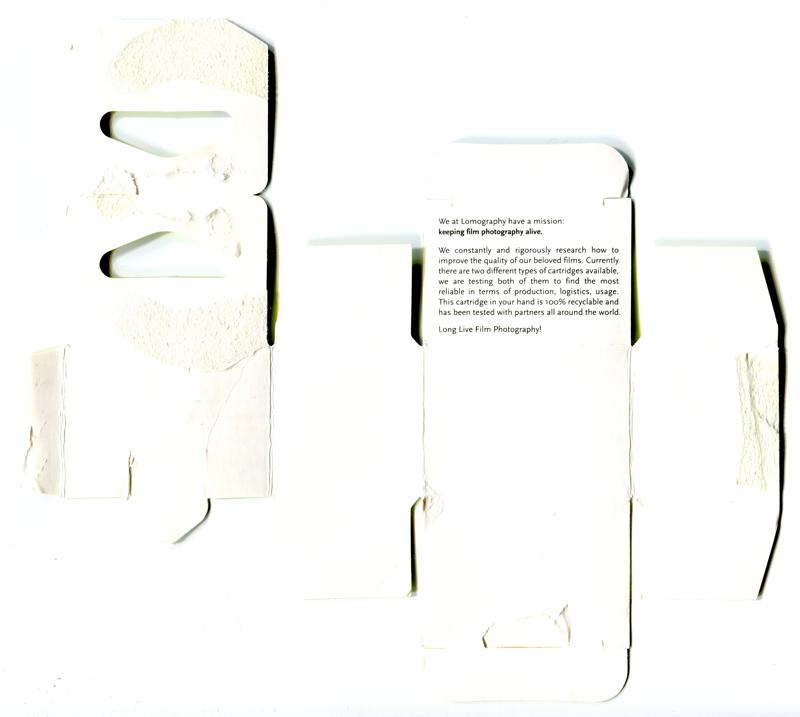 We at Lomography have a mission:
keeping film photography alive.
We constantly and rigorously research how to
improve the quality of our beloved films. Currently
there are two different types of cartridges available,
we are testing both of them to find the most
reliable in terms of production, logistics, usage.
This cartridge in your hand is 100% recyclable and
has been tested with partners all around the world.
Long Live Film Photography!